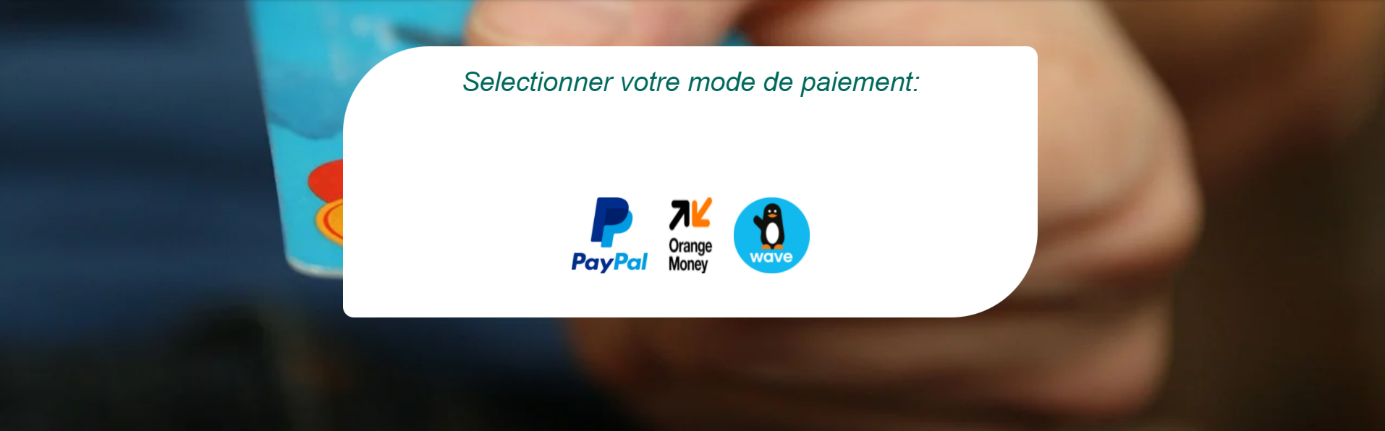 Selectionner votre mode de paiement:
PayPal
Orange
Money
wave